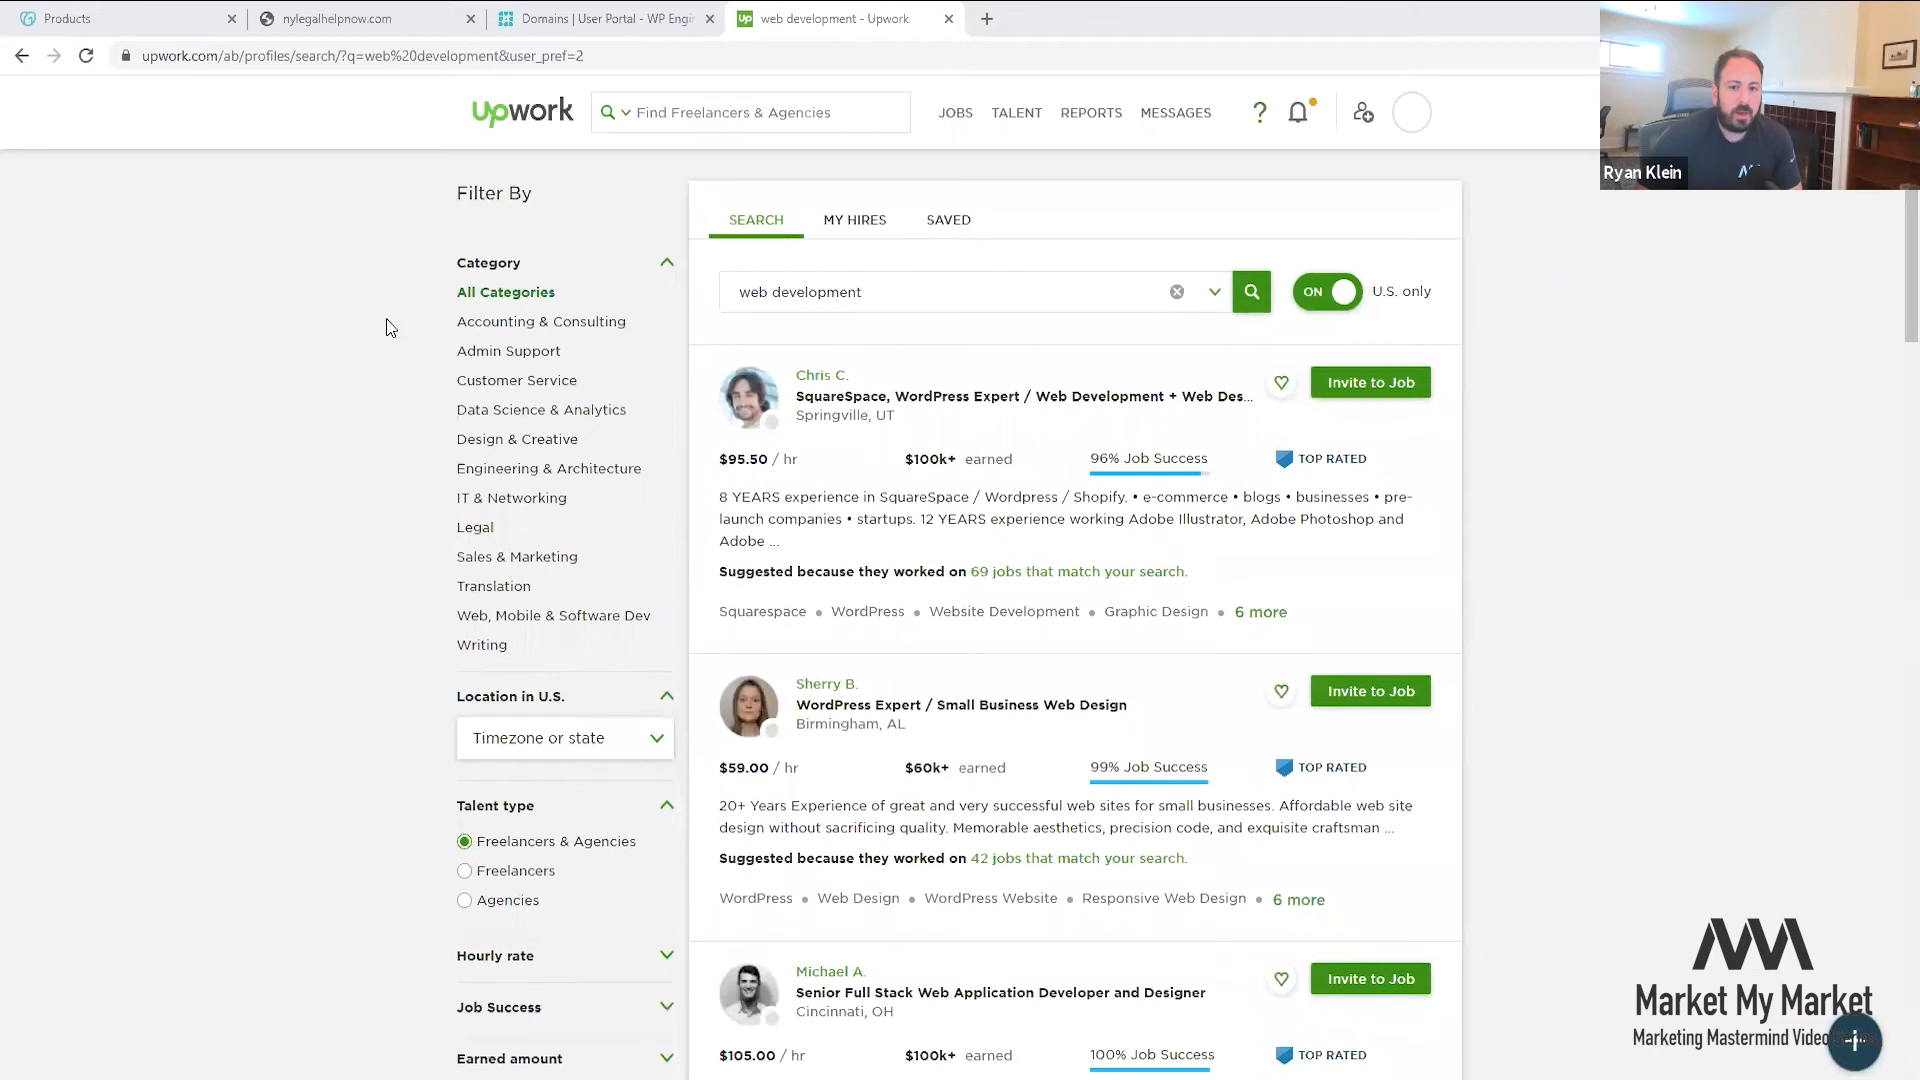 Products
nylegalhelpnow.com
Domains | User Portal - WP Engi
up web development - Upwork
upwork.com/ab/profiles/search/?q=web%20development&user_pref=2
upwork
Find Freelancers & Agencies
JOBS TALENT REPORTS MESSAGES
?
Ryan Klein
Filter By
Category
All Categories
Accounting & Consulting
Admin Support
Customer Service
Data Science & Analytics
Design & Creative
Engineering & Architecture
IT & Networking
Legal
Sales & Marketing
Translation
Web, Mobile & Software Dev
Writing
Location in U.S.
Timezone or state
Talent type
Freelancers & Agencies
Freelancers
Agencies
Hourly rate
Job Success
Earned amount
SEARCH MY HIRES SAVED
web development
ON U.S. only
Chris C.
SquareSpace, WordPress Expert / Web Development + Web Des...
Springville, UT
Invite to Job
$95.50 / hr $100k+ earned 96% Job Success TOP RATED
8 YEARS experience in SquareSpace / Wordpress / Shopify. • e-commerce • blogs • businesses • pre-
launch companies • startups. 12 YEARS experience working Adobe Illustrator, Adobe Photoshop and
Adobe ...
Suggested because they worked on 69 jobs that match your search.
Squarespace • WordPress • Website Development • Graphic Design • 6 more
Sherry B.
WordPress Expert / Small Business Web Design
Birmingham, AL
Invite to Job
$59.00 / hr $60k+ earned 99% Job Success TOP RATED
20+ Years Experience of great and very successful web sites for small businesses. Affordable web site
design without sacrificing quality. Memorable aesthetics, precision code, and exquisite craftsman ...
Suggested because they worked on 42 jobs that match your search.
WordPress • Web Design • WordPress Website • Responsive Web Design • 6 more
Michael A.
Senior Full Stack Web Application Developer and Designer
Cincinnati, OH
Invite to Job
$105.00 / hr $100k+ earned 100% Job Success TOP RATED
Market My Market
Marketing Mastermind Video